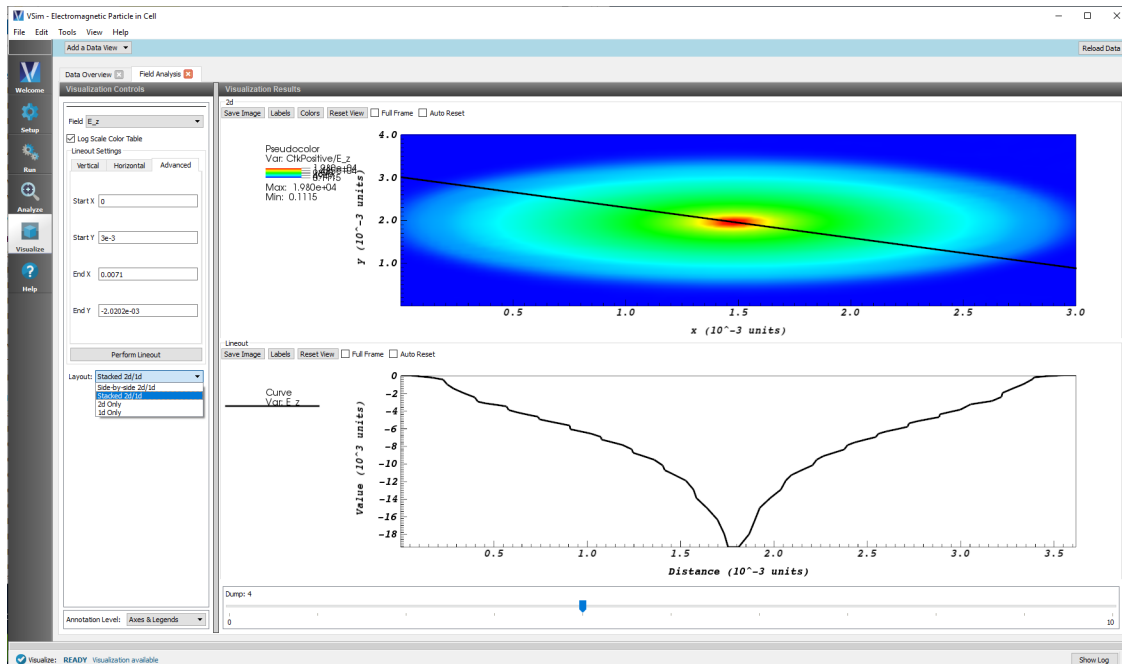 VSim - Electromagnetic Particle in Cell
File Edit Tools View Help
Add a Data View
Reload Data
Welcome
Setup
Run
Analyze
Visualize
Help
Data Overview
Field Analysis
Visualization Controls
Field E_z
Log Scale Color Table
Lineout Settings
Vertical Horizontal Advanced
Start X 0
Start Y 3e-3
End X 0.0071
End Y -2.0202e-03
Perform Lineout
Layout: Stacked 2d/1d
Side-by-side 2d/1d
Stacked 2d/1d
2d Only
1d Only
Annotation Level: Axes & Legends
Visualization Results
2d
Save Image Labels Colors Reset View Full Frame Auto Reset
Pseudocolor
Var: CtkPositive/E_z
Max: 1.980e+04
Min: 0.1115
y (10^-3 units)
4.0
3.0
2.0
1.0
0.5 1.0 1.5 2.0 2.5 3.0
x (10^-3 units)
Lineout
Save Image Labels Reset View Full Frame Auto Reset
Curve
Var: E_z
Value (10^3 units)
0
-2
-4
-6
-8
-10
-12
-14
-16
-18
0.5 1.0 1.5 2.0 2.5 3.0 3.5
Distance (10^-3 units)
Dump: 4
0 10
Visualize: READY Visualization available
Show Log